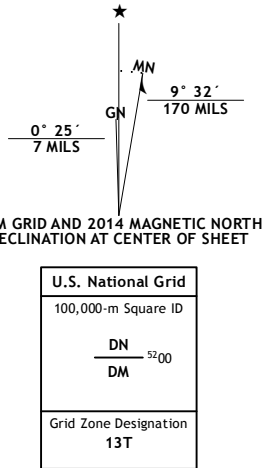 ★
MN
GN
9° 32´
170 MILS
0° 25´
7 MILS
M GRID AND 2014 MAGNETIC NORTH
ECLINATION AT CENTER OF SHEET
U.S. National Grid
100,000-m Square ID
DN
5200
DM
Grid Zone Designation
13T